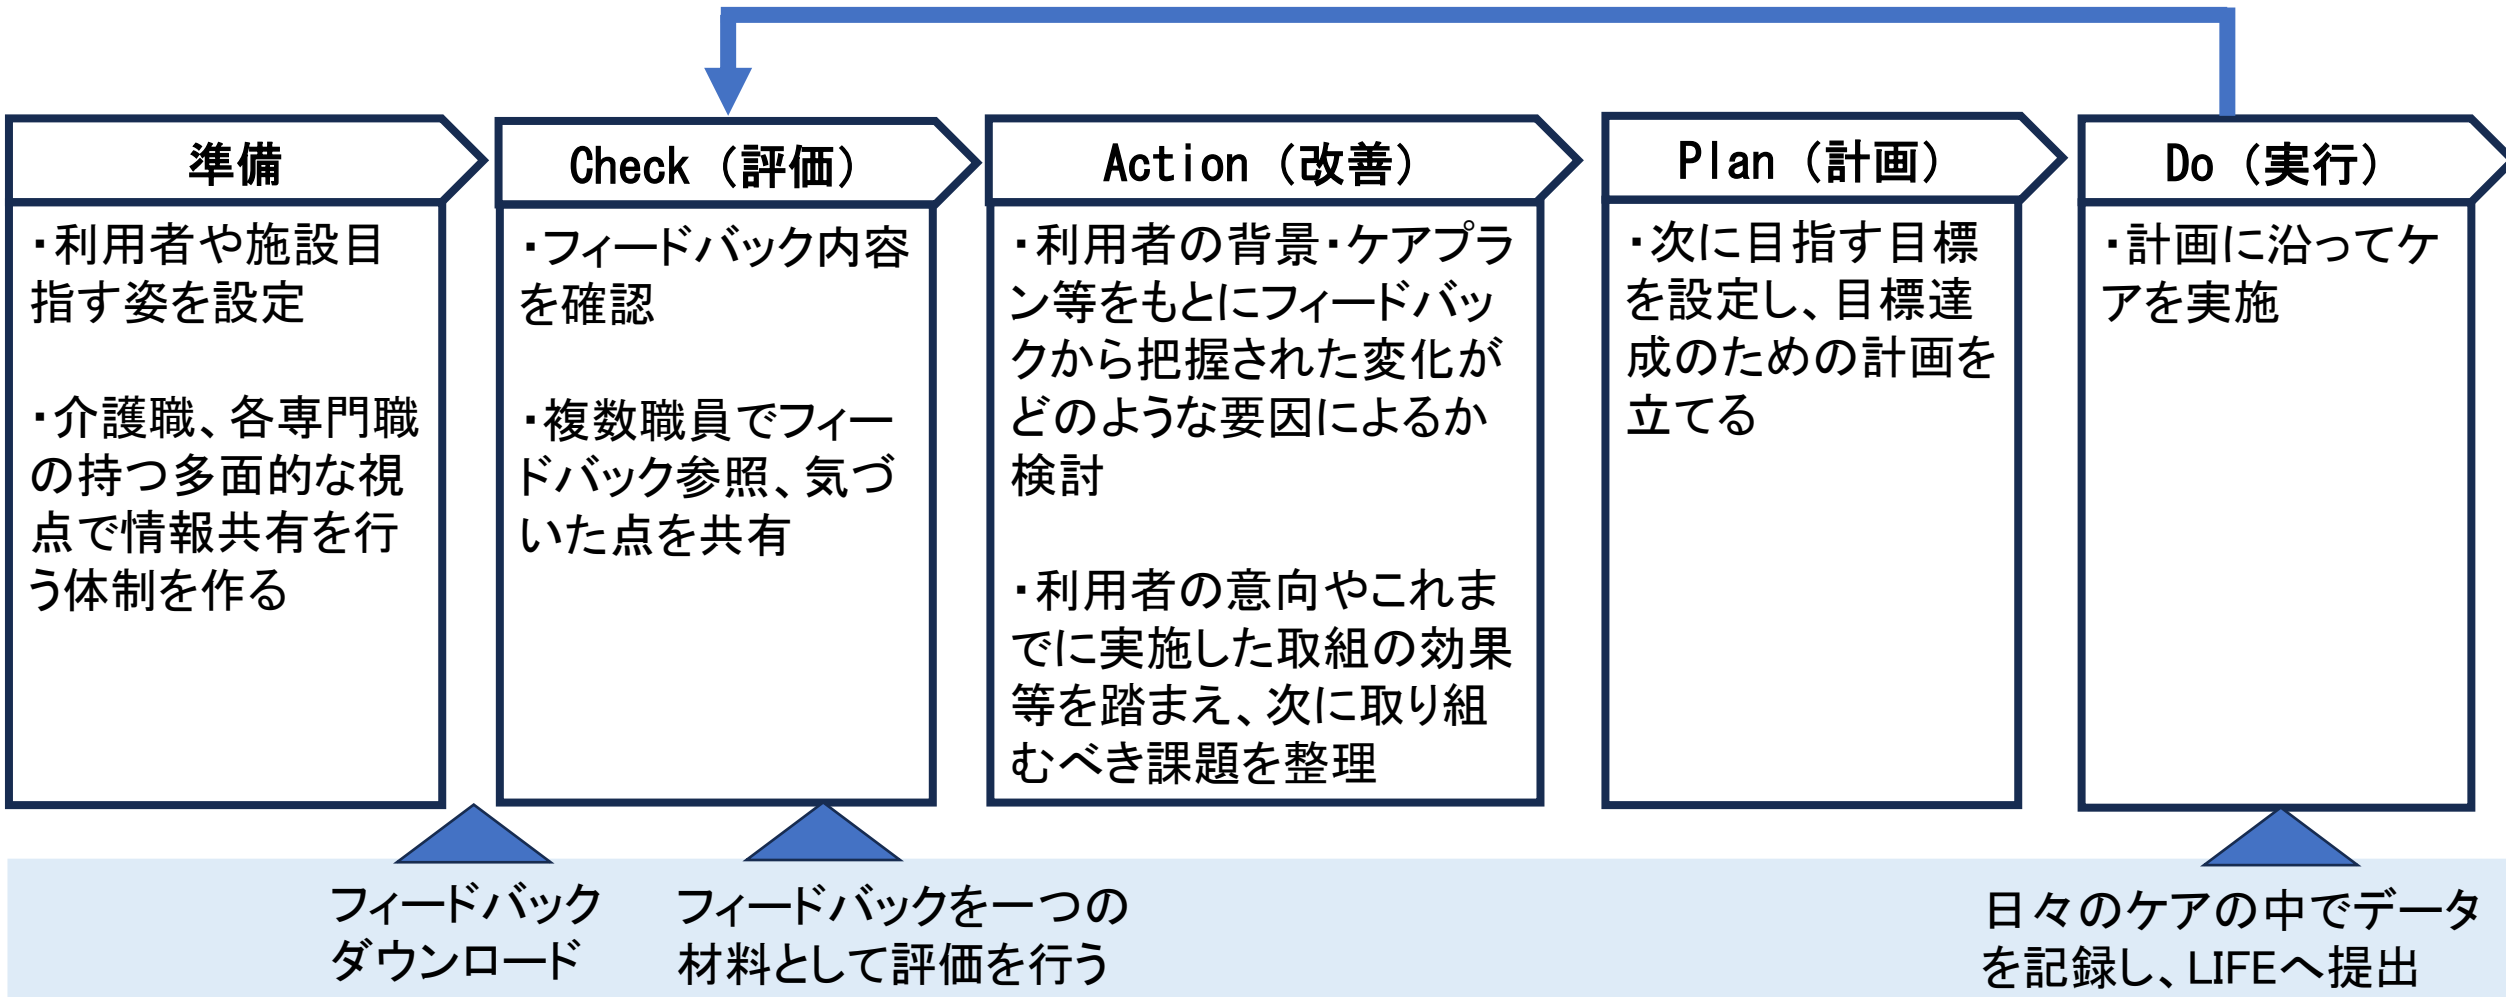 準備
・利用者や施設目
指す姿を設定
・介護職、各専門職
の持つ多面的な視
点で情報共有を行
う体制を作る
Check（評価）
・フィードバック内容
を確認
・複数職員でフィー
ドバック参照、気づ
いた点を共有
Action（改善）
・利用者の背景・ケアプラ
ン等をもとにフィードバッ
クから把握された変化が
どのような要因によるか
検討
・利用者の意向やこれま
でに実施した取組の効果
等を踏まえ、次に取り組
むべき課題を整理
Plan（計画）
・次に目指す目標
を設定し、目標達
成のための計画を
立てる
Do（実行）
・計画に沿ってケ
アを実施
フィードバック
ダウンロード
フィードバックを一つの
材料として評価を行う
日々のケアの中でデータ
を記録し、LIFEへ提出